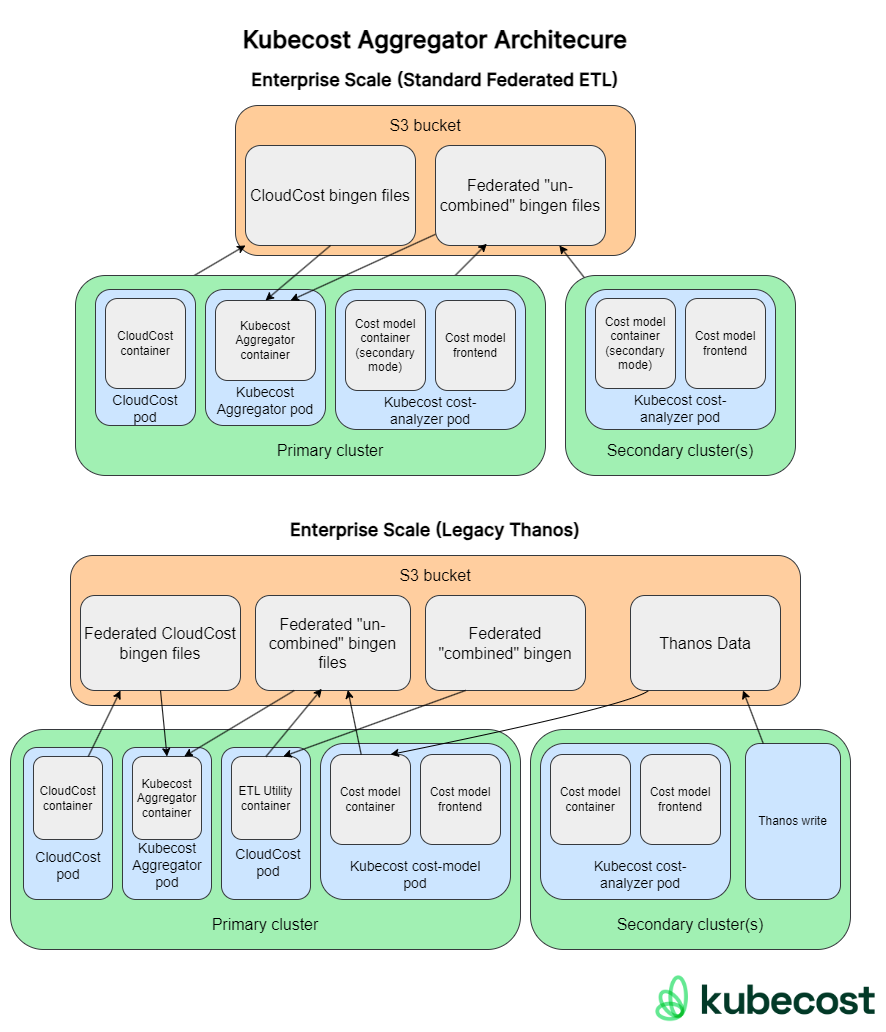 Kubecost Aggregator Architecure
Enterprise Scale (Standard Federated ETL)
S3 bucket
CloudCost bingen files
Federated "un-
combined" bingen files
CloudCost
container
CloudCost
pod
Kubecost
Aggregator
container
Kubecost
Aggregator pod
Cost model
container
(secondary
mode)
Cost model
frontend
Kubecost cost-
analyzer pod
Primary cluster
Cost model
container
(secondary
mode)
Cost model
frontend
Kubecost cost-
analyzer pod
Secondary cluster(s)
Enterprise Scale (Legacy Thanos)
S3 bucket
Federated CloudCost
bingen files
Federated "un-
combined" bingen
files
Federated
"combined" bingen
Thanos Data
CloudCost
container
CloudCost
pod
Kubecost
Aggregator
container
Kubecost
Aggregator
pod
ETL Utility
container
CloudCost
pod
Cost model
container
Cost model
frontend
Kubecost cost-model
pod
Primary cluster
Cost model
container
Cost model
frontend
Kubecost cost-
analyzer pod
Thanos write
Secondary cluster(s)
kubecost